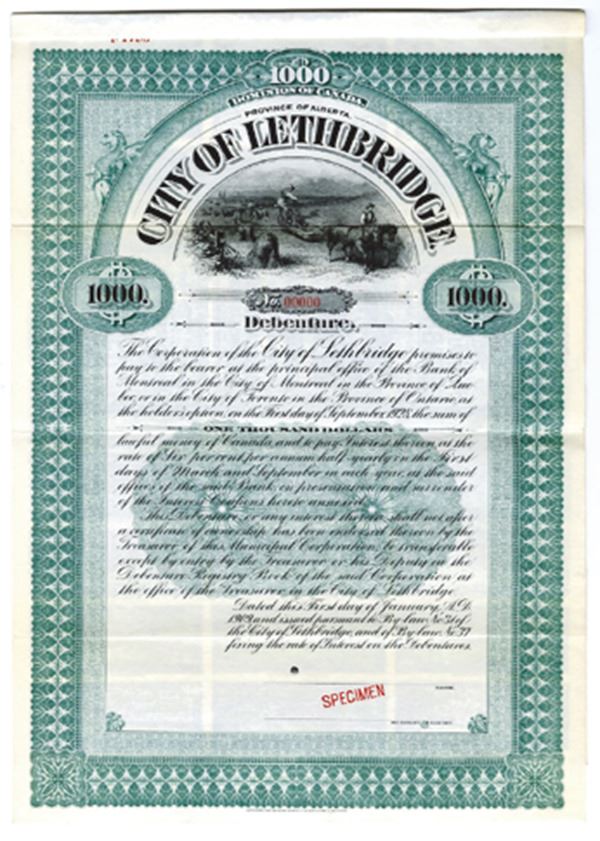 1000
DOMINION OF CANADA.
PROVINCE OF ALBERTA.
CITY OF LETHBRIDGE.
1000.
1000.
No. 00000
Debenture.
The Corporation of the City of Lethbridge promises to
pay to the bearer at the principal office of the Bank of
Montreal in the City of Montreal in the Province of Que
bec, or in the City of Toronto in the Province of Ontario, at
the holder's option, on the First day of September 1928, the sum of
ONE THOUSAND DOLLARS
lawful money of Canada, and to pay Interest thereon, at the
rate of Six per cent per annum half yearly on the First
days of March and September in each year, at the said
offices of the said Bank, on presentation and surrender
of the Interest Coupons hereto annexed.
This Debenture, or any interest therein, shall not after
a certificate of ownership has been endorsed thereon by the
Treasurer of this Municipal Corporation, be transferable
except by entry by the Treasurer or his Deputy in the
Debenture Registry Book of the said Corporation at
the office of the Treasurer in the City of Lethbridge
Dated this First day of January, A.D.
1909 and issued pursuant to By-law No. of
the City of Lethbridge, and of By-law No.
fixing the rate of Interest on the Debentures.
SPECIMEN